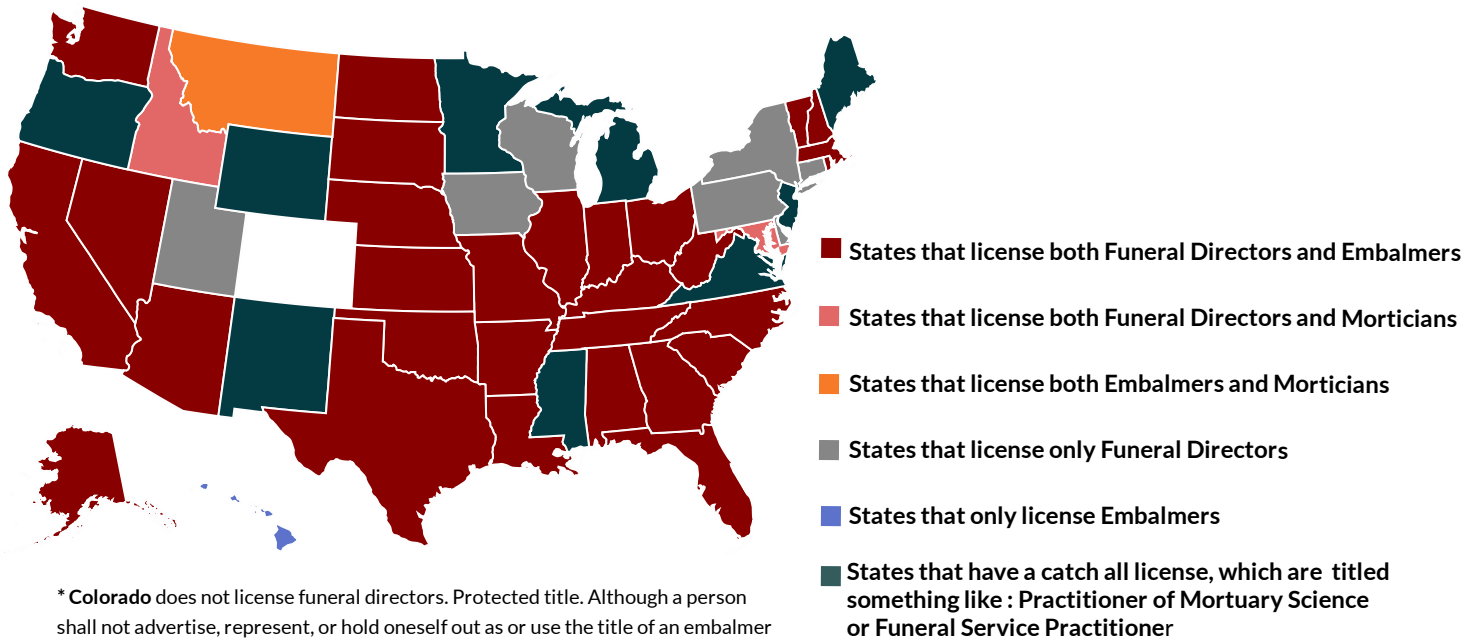 States that license both Funeral Directors and Embalmers
States that license both Funeral Directors and Morticians
States that license both Embalmers and Morticians
States that license only Funeral Directors
States that only license Embalmers
States that have a catch all license, which are titled
something like : Practitioner of Mortuary Science
or Funeral Service Practitioner
* Colorado does not license funeral directors. Protected title. Although a person
shall not advertise, represent, or hold oneself out as or use the title of an embalmer